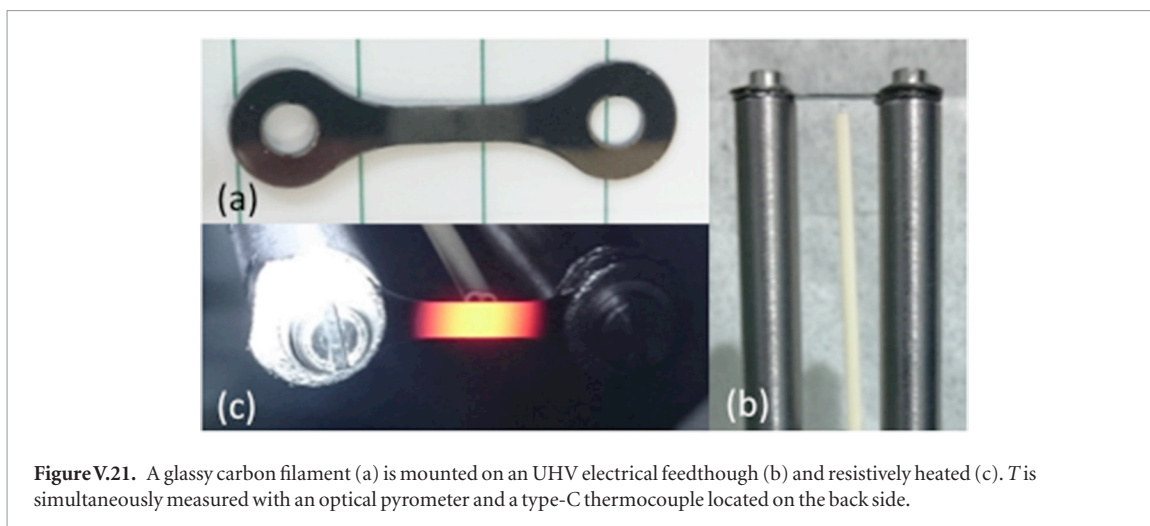 (a)
(b)
(c)
Figure V.21. A glassy carbon filament (a) is mounted on an UHV electrical feedthough (b) and resistively heated (c). T is
simultaneously measured with an optical pyrometer and a type-C thermocouple located on the back side.